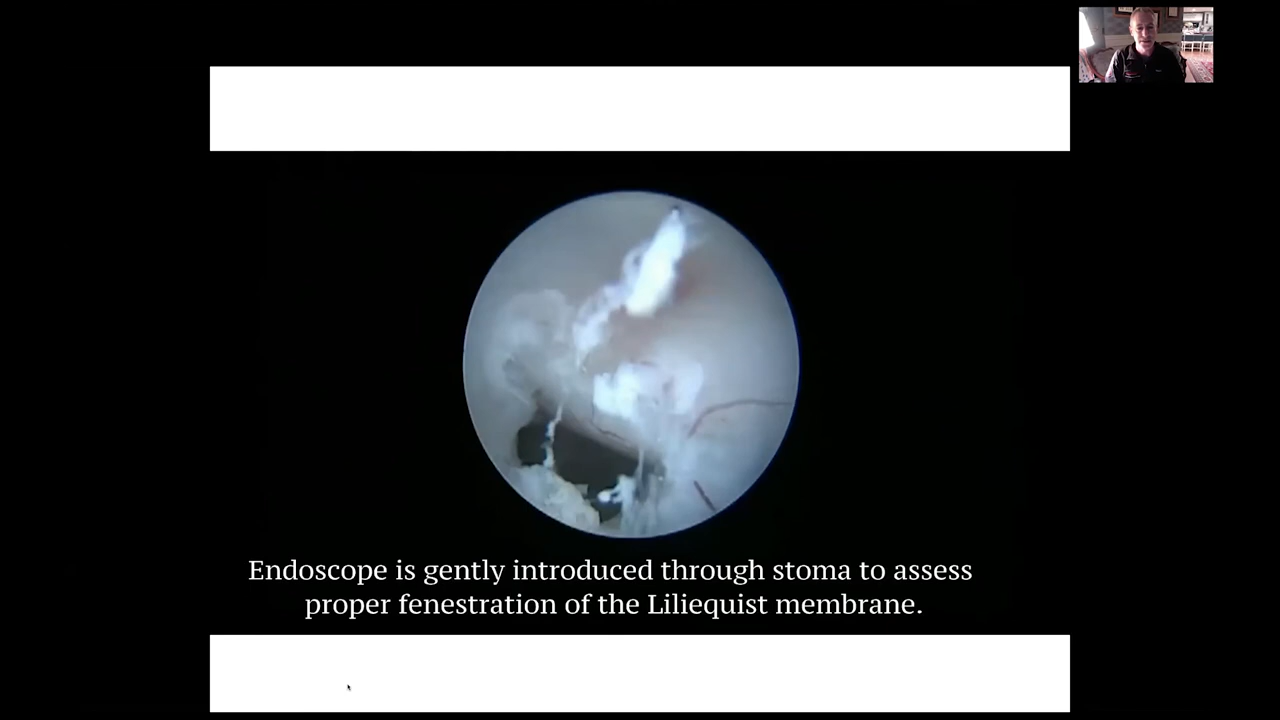 Endoscope is gently introduced through stoma to assess
proper fenestration of the Liliequist membrane.